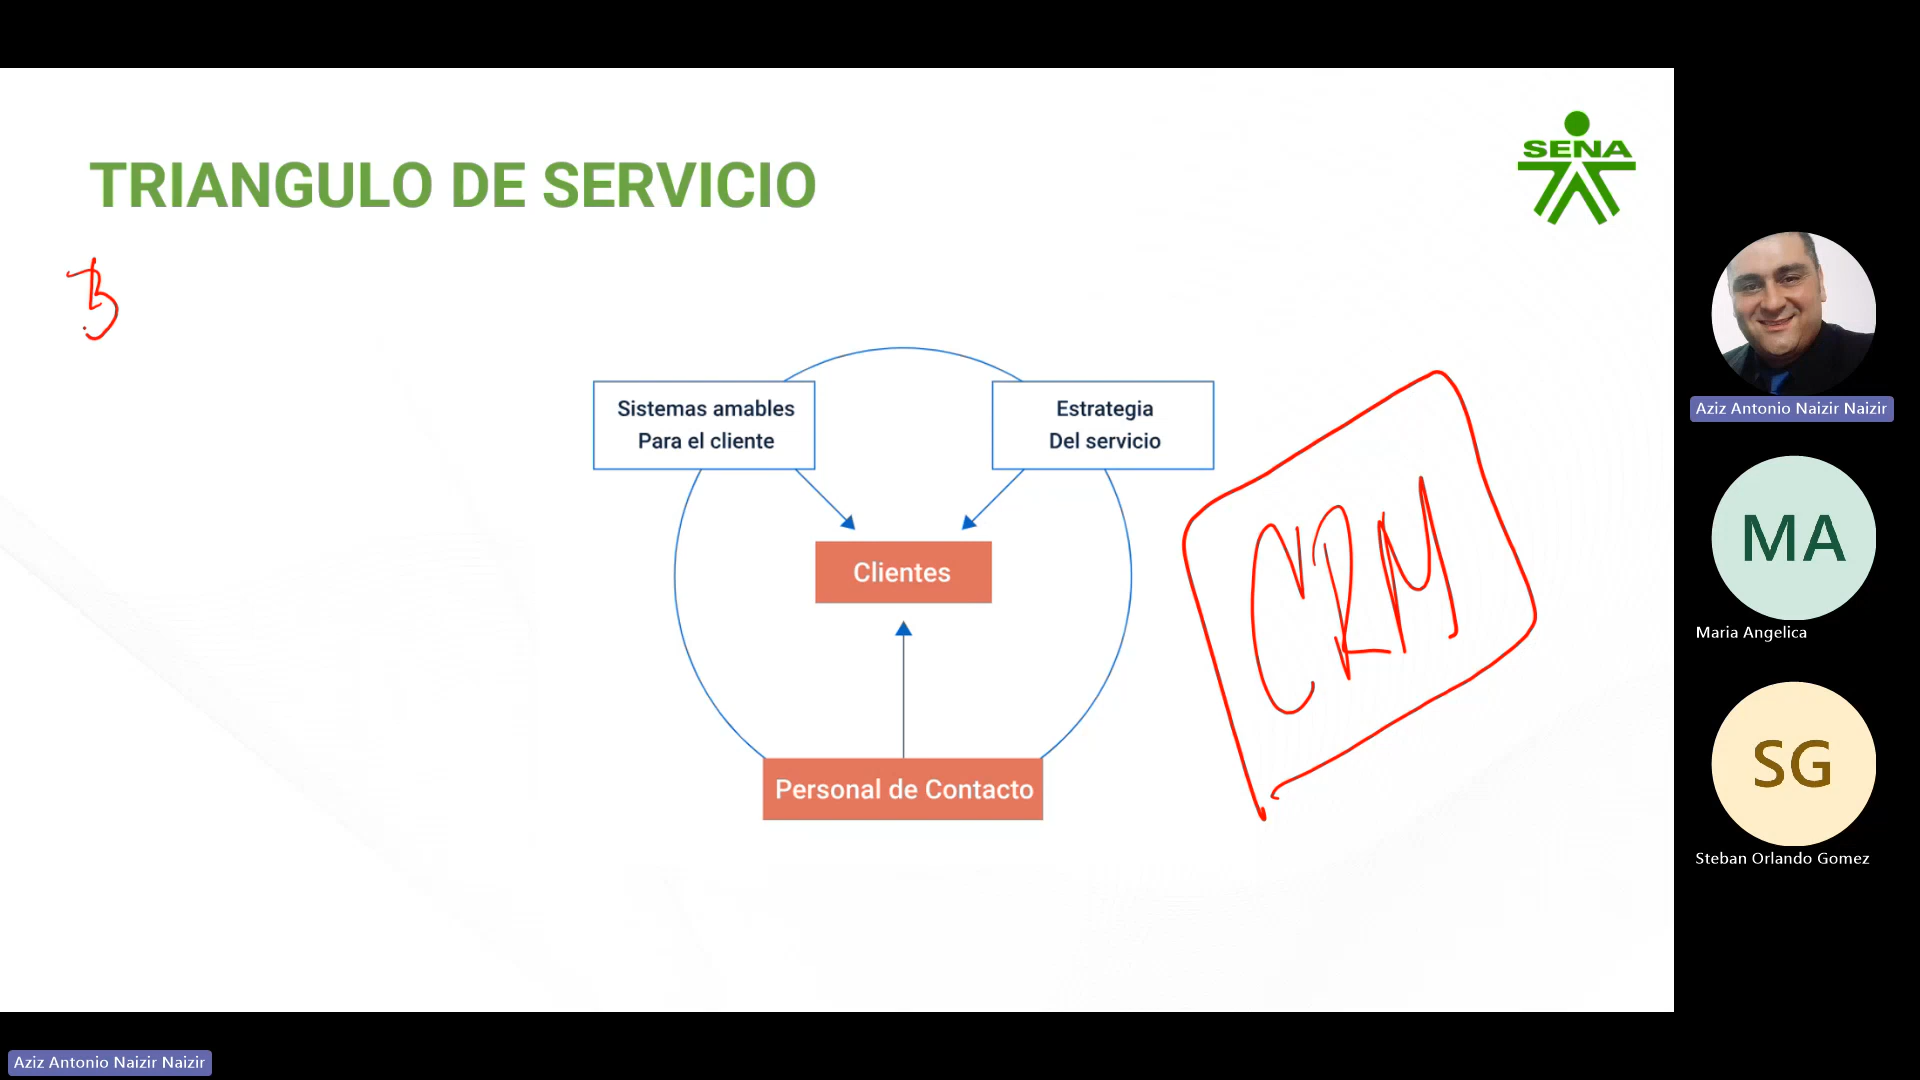 TRIANGULO DE SERVICIO
SENA
Sistemas amables
Para el cliente
Estrategia
Del servicio
Clientes
CRM
Personal de Contacto
Aziz Antonio Naizir Naizir
MA
Maria Angelica
SG
Steban Orlando Gomez
Aziz Antonio Naizir Naizir